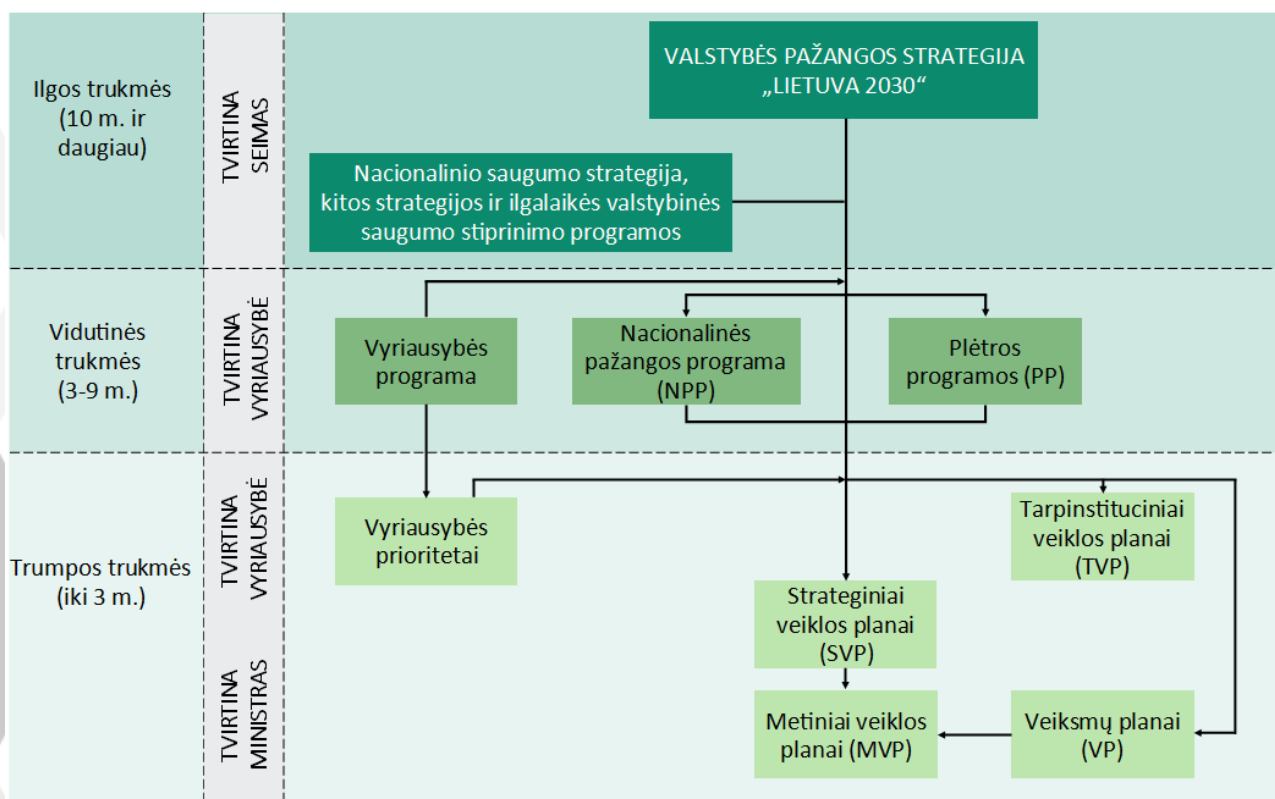 VALSTYBĖS PAŽANGOS STRATEGIJA
„LIETUVA 2030“
Ilgos trukmės
(10 m. ir
daugiau)
TVIRTINA
SEIMAS
Nacionalinio saugumo strategija,
kitos strategijos ir ilgalaikės valstybinės
saugumo stiprinimo programos
Vidutinės
trukmės
(3-9 m.)
TVIRTINA
VYRIAUSYBĖ
Vyriausybės
programa
Nacionalinės
pažangos programa
(NPP)
Plėtros
programos (PP)
Trumpos trukmės
(iki 3 m.)
TVIRTINA
VYRIAUSYBĖ
Vyriausybės
prioritetai
Tarpinstituciniai
veiklos planai
(TVP)
Strateginiai
veiklos planai
(SVP)
TVIRTINA
MINISTRAS
Metiniai veiklos
planai (MVP)
Veiksmų planai
(VP)